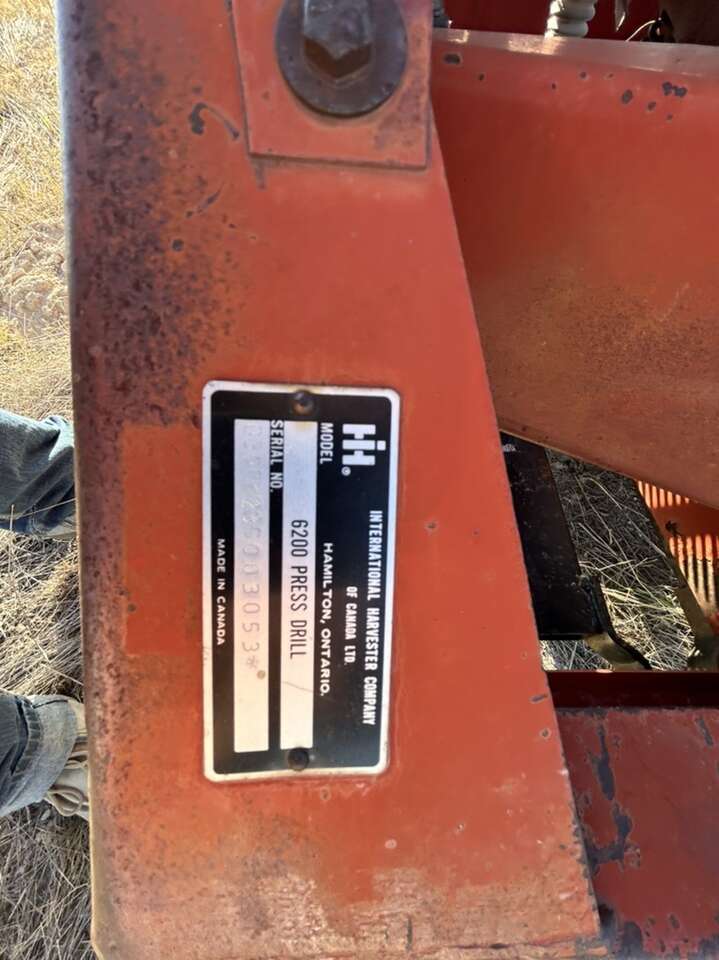 IH®
INTERNATIONAL HARVESTER COMPANY
OF CANADA LTD.
HAMILTON, ONTARIO.
MODEL
6200 PRESS DRILL /
SERIAL NO.
MADE IN CANADA